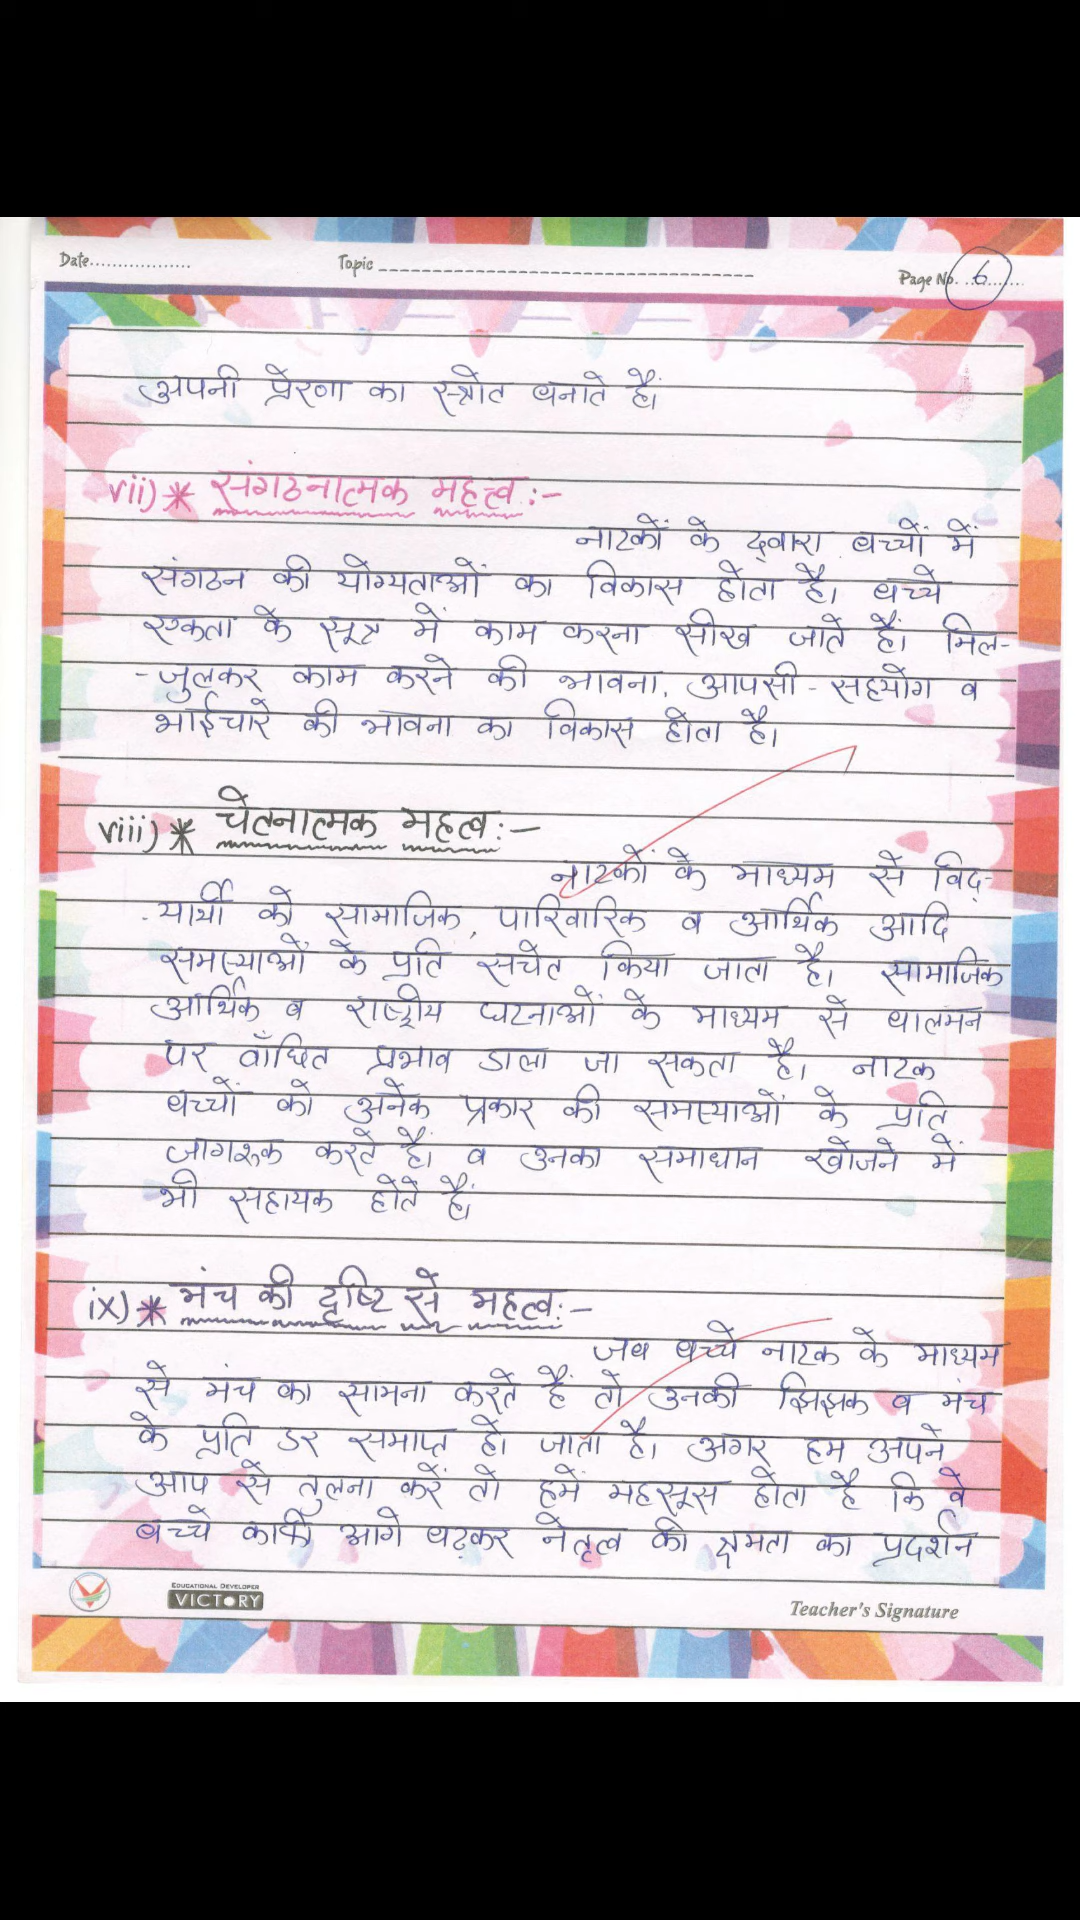 Date..................
Topic ___________________________________
Page No. 6
अपनी प्रेरणा का स्त्रोत बनाते हैं।
vii) * संगठनात्मक महत्त्व :-
नाटकों के द्वारा बच्चों में
संगठन की योग्यताओं का विकास होता है। बच्चे
एकता के सूत्र में काम करना सीख जाते हैं। मिल-
-जुलकर काम करने की भावना, आपसी - सहयोग व
भाईचारे की भावना का विकास होता है।
viii) * चेतनात्मक महत्व :-
नाटकों के माध्यम से विद्-
-यार्थी को सामाजिक, पारिवारिक व आर्थिक आदि
समस्याओं के प्रति सचेत किया जाता है। सामाजिक
आर्थिक व राष्ट्रीय घटनाओं के माध्यम से बालमन
पर वाँछित प्रभाव डाला जा सकता है। नाटक
बच्चों को अनेक प्रकार की समस्याओं के प्रति
जागरूक करते हैं। व उनका समाधान खोजने में
भी सहायक होते हैं।
ix) * मंच की दृष्टि से महत्व :-
जब बच्चे नाटक के माध्यम
से मंच का सामना करते हैं तो उनकी झिझक व मंच
के प्रति डर समाप्त हो जाता है। अगर हम अपने
आप से तुलना करें तो हमें महसूस होता है कि वे
बच्चे काफी आगे बढ़कर नेतृत्व की क्षमता का प्रदर्शन
EDUCATIONAL DEVELOPER
VICTORY
Teacher's Signature